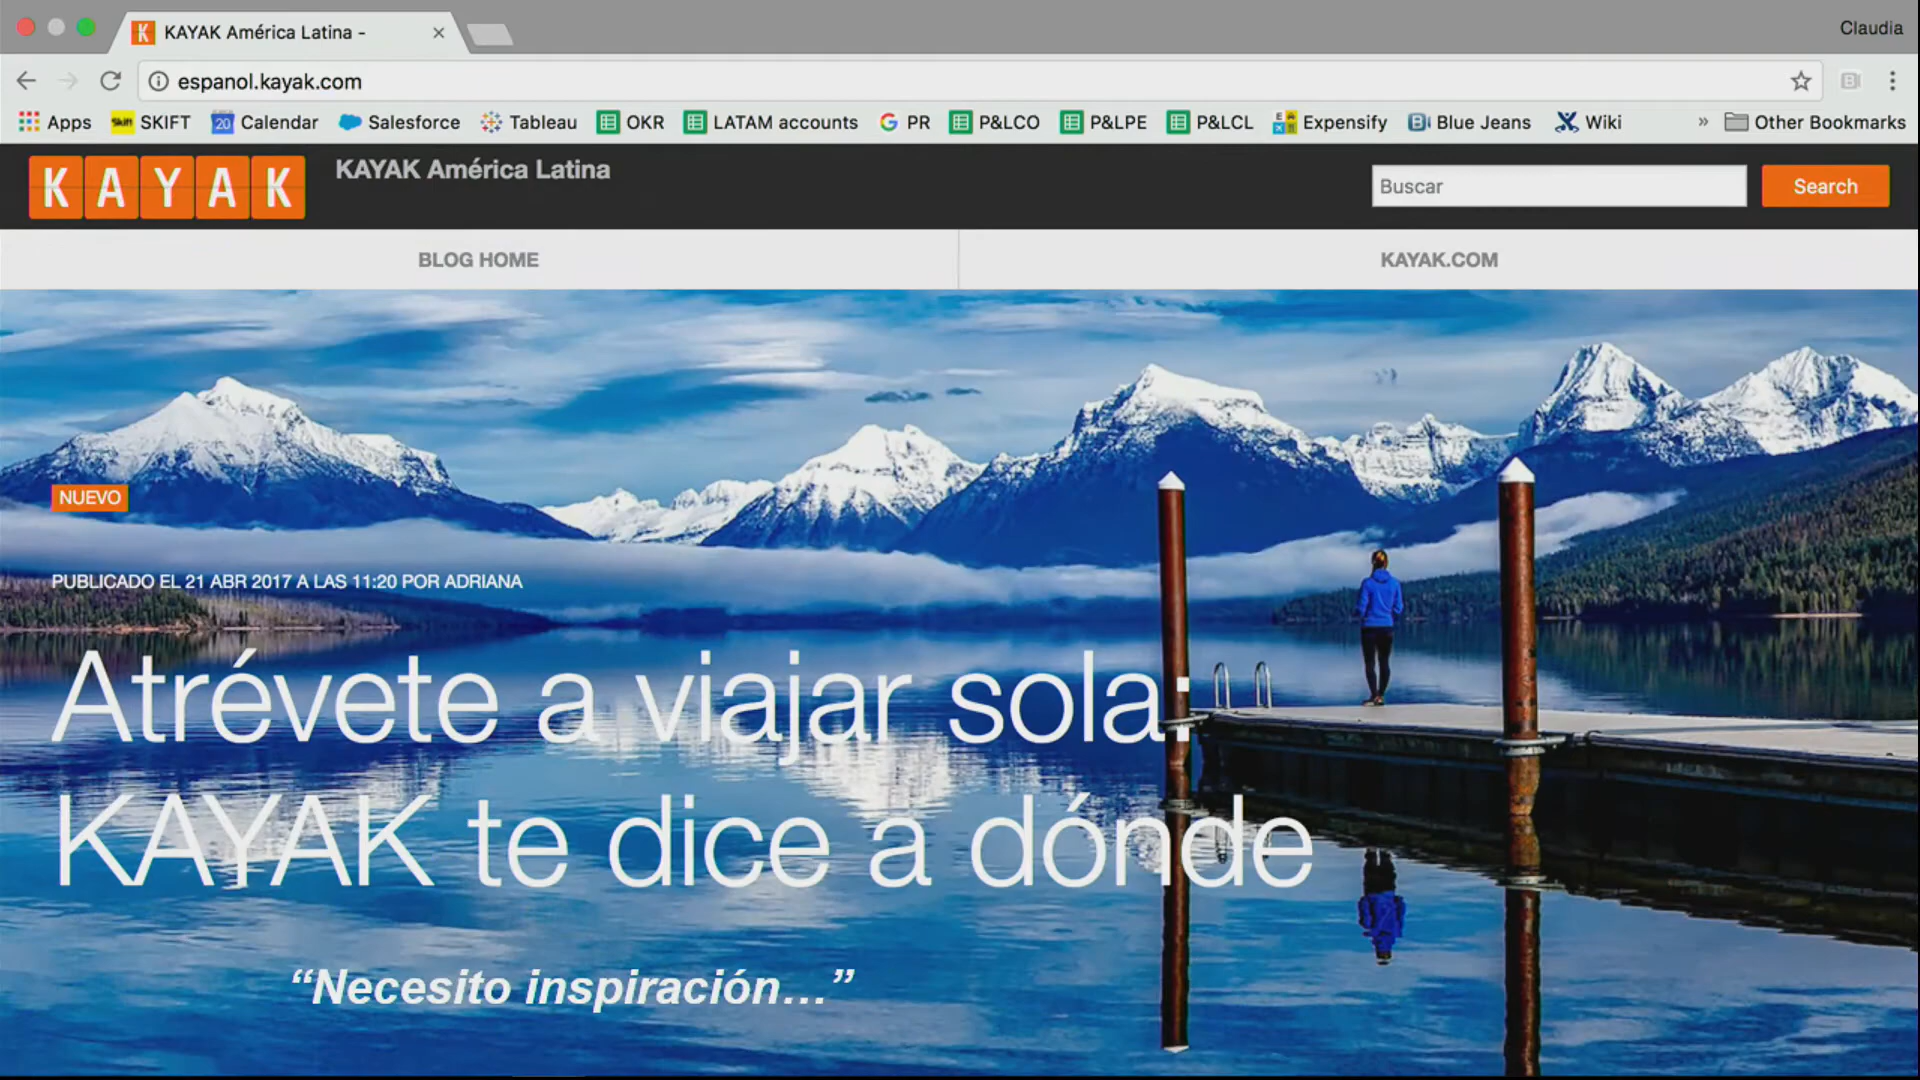 KAYAK América Latina -
Claudia
espanol.kayak.com
Apps SKIFT 20 Calendar Salesforce Tableau OKR LATAM accounts PR P&LCO P&LPE P&LCL Expensify Blue Jeans Wiki » Other Bookmarks
KAYAK
KAYAK América Latina
Buscar
Search
BLOG HOME
KAYAK.COM
NUEVO
PUBLICADO EL 21 ABR 2017 A LAS 11:20 POR ADRIANA
Atrévete a viajar sola:
KAYAK te dice a dónde
“Necesito inspiración...”